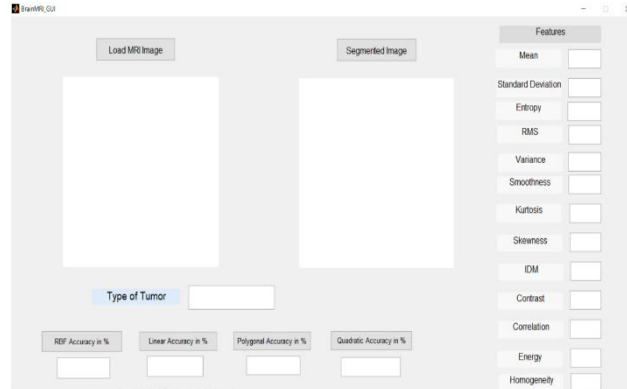 BrainMRI_GUI
Load MRI Image
Segmented Image
Features
Mean
Standard Deviation
Entropy
RMS
Variance
Smoothness
Kurtosis
Skewness
IDM
Contrast
Correlation
Energy
Homogeneity
Type of Tumor
RBF Accuracy in %
Linear Accuracy in %
Polygonal Accuracy in %
Quadratic Accuracy in %